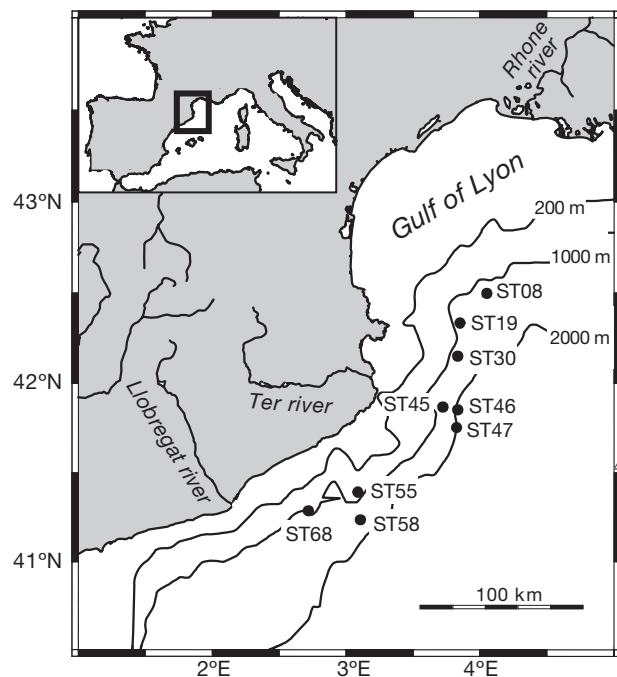 Rhone
river
Gulf of Lyon
43ºN
200 m
1000 m
ST08
ST19
2000 m
ST30
42ºN
Ter river
ST45
ST46
ST47
Llobregat river
ST55
ST68
ST58
41ºN
100 km
2ºE
3ºE
4ºE